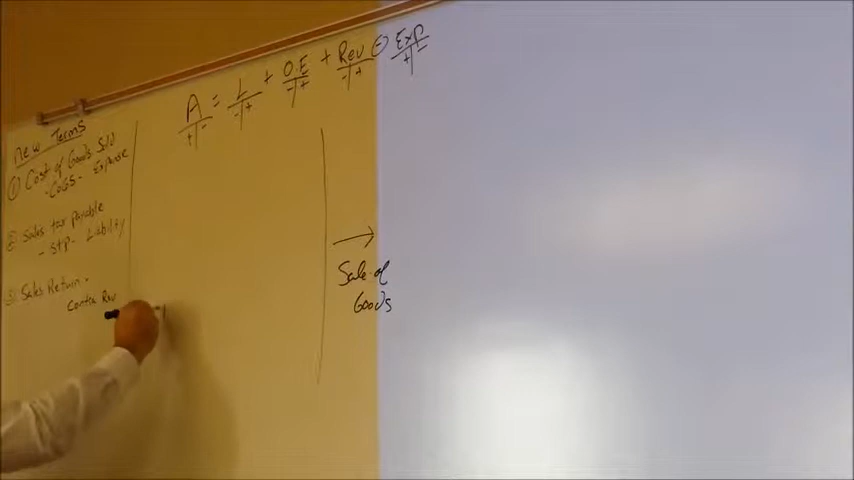 A = L + O.E + Rev - Exp
+ - - + - + - + + -
New Terms
① Cost of Goods Sold
- COGS - Expense
② Sales tax payable
- STP - Liability
③ Sales Return -
Contra Rev
→
Sale of
Goods